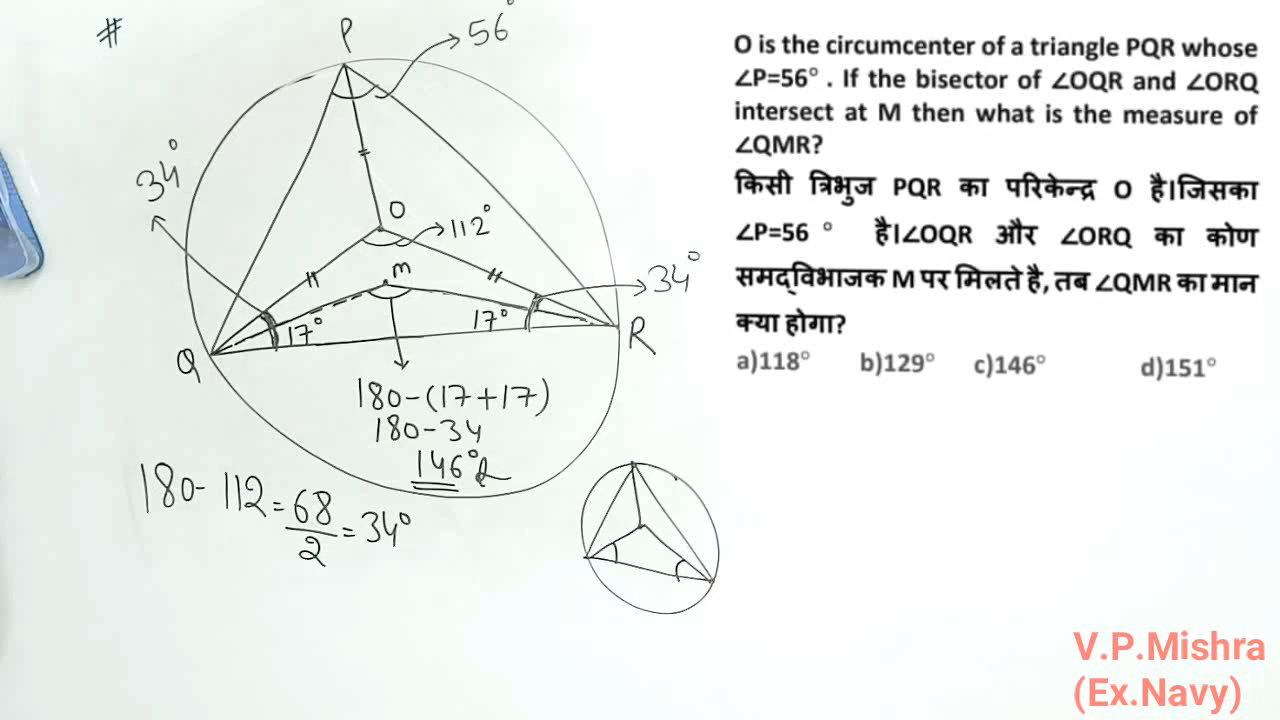 #
P
56°
34°
O
112°
M
34°
17°
17°
Q
R
180-(17+17)
180-34
146°
180-112=68/2=34°
O is the circumcenter of a triangle PQR whose
∠P=56° . If the bisector of ∠OQR and ∠ORQ
intersect at M then what is the measure of
∠QMR?
किसी त्रिभुज PQR का परिकेन्द्र O है।जिसका
∠P=56 ° है।∠OQR और ∠ORQ का कोण
समद्विभाजक M पर मिलते है, तब ∠QMR का मान
क्या होगा?
a)118° b)129° c)146° d)151°
V.P.Mishra
(Ex.Navy)